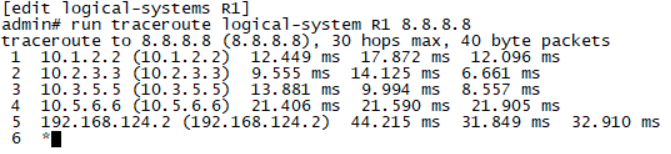 [edit logical-systems R1]
admin# run traceroute logical-system R1 8.8.8.8
traceroute to 8.8.8.8 (8.8.8.8), 30 hops max, 40 byte packets
1 10.1.2.2 (10.1.2.2) 12.449 ms 17.872 ms 12.096 ms
2 10.2.3.3 (10.2.3.3) 9.555 ms 14.125 ms 6.661 ms
3 10.3.5.5 (10.3.5.5) 13.881 ms 9.994 ms 8.557 ms
4 10.5.6.6 (10.5.6.6) 21.406 ms 21.590 ms 21.905 ms
5 192.168.124.2 (192.168.124.2) 44.215 ms 31.849 ms 32.910 ms
6 *